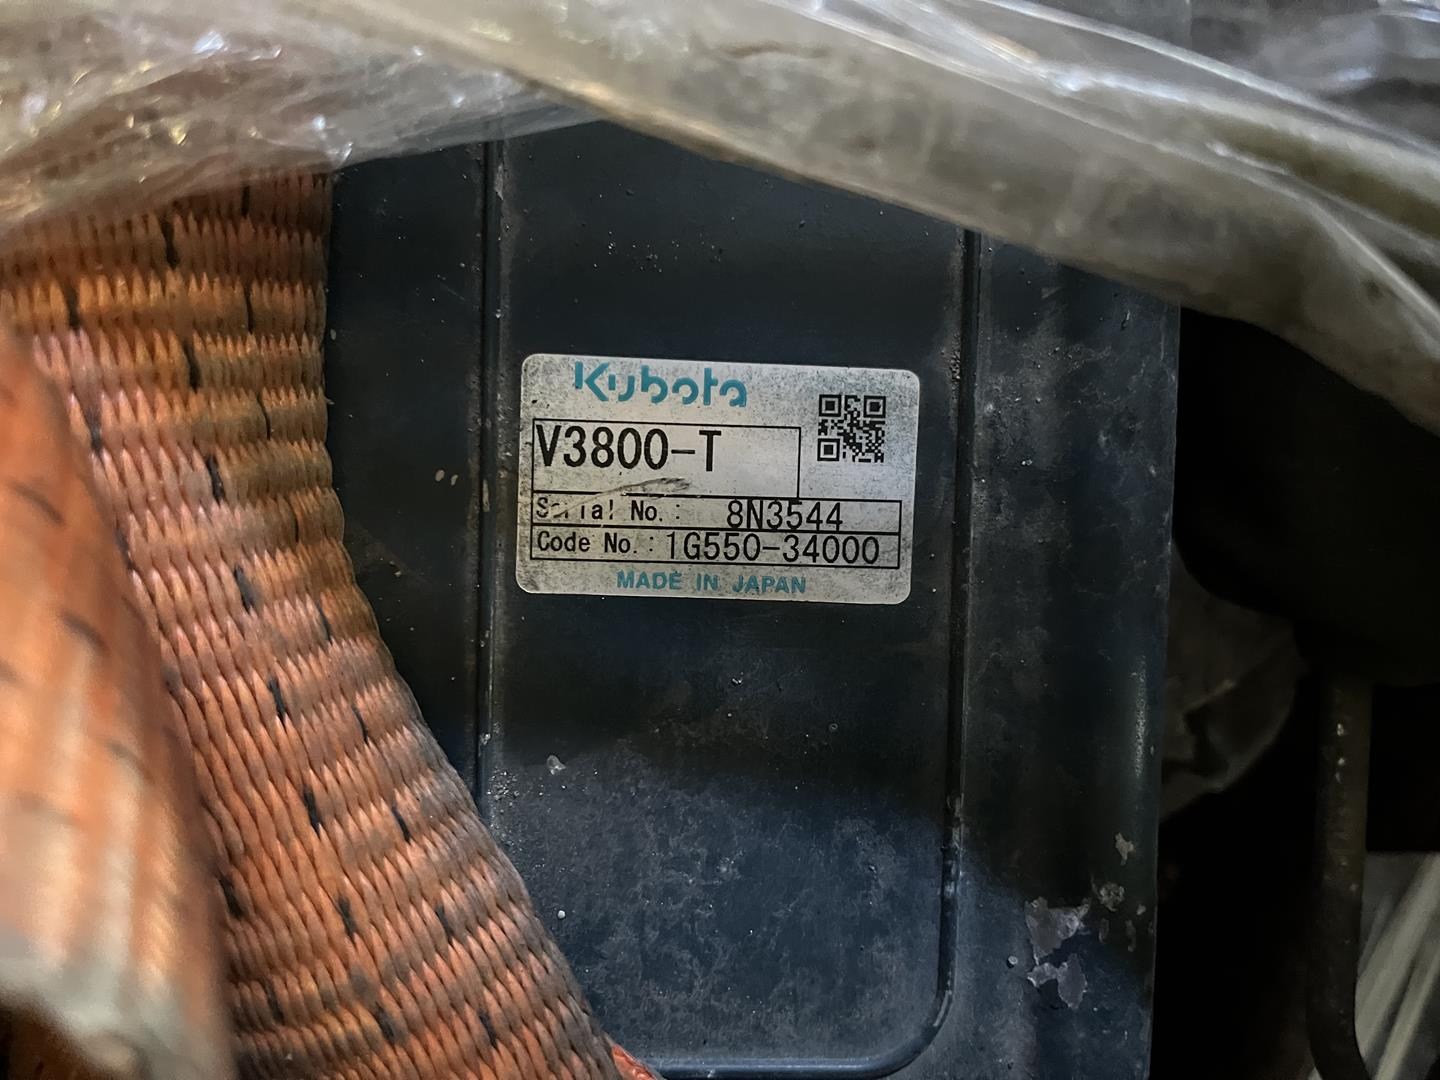 Kubota
V3800-T
Serial No.: 8N3544
Code No.: 1G550-34000
MADE IN JAPAN